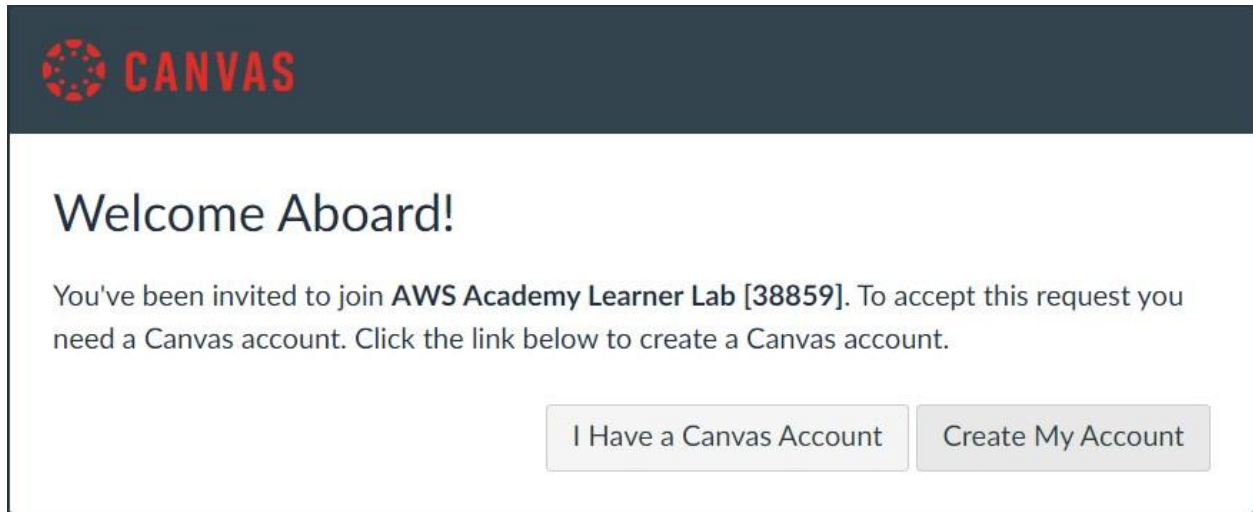 CANVAS
Welcome Aboard!
You've been invited to join AWS Academy Learner Lab [38859]. To accept this request you
need a Canvas account. Click the link below to create a Canvas account.
I Have a Canvas Account Create My Account